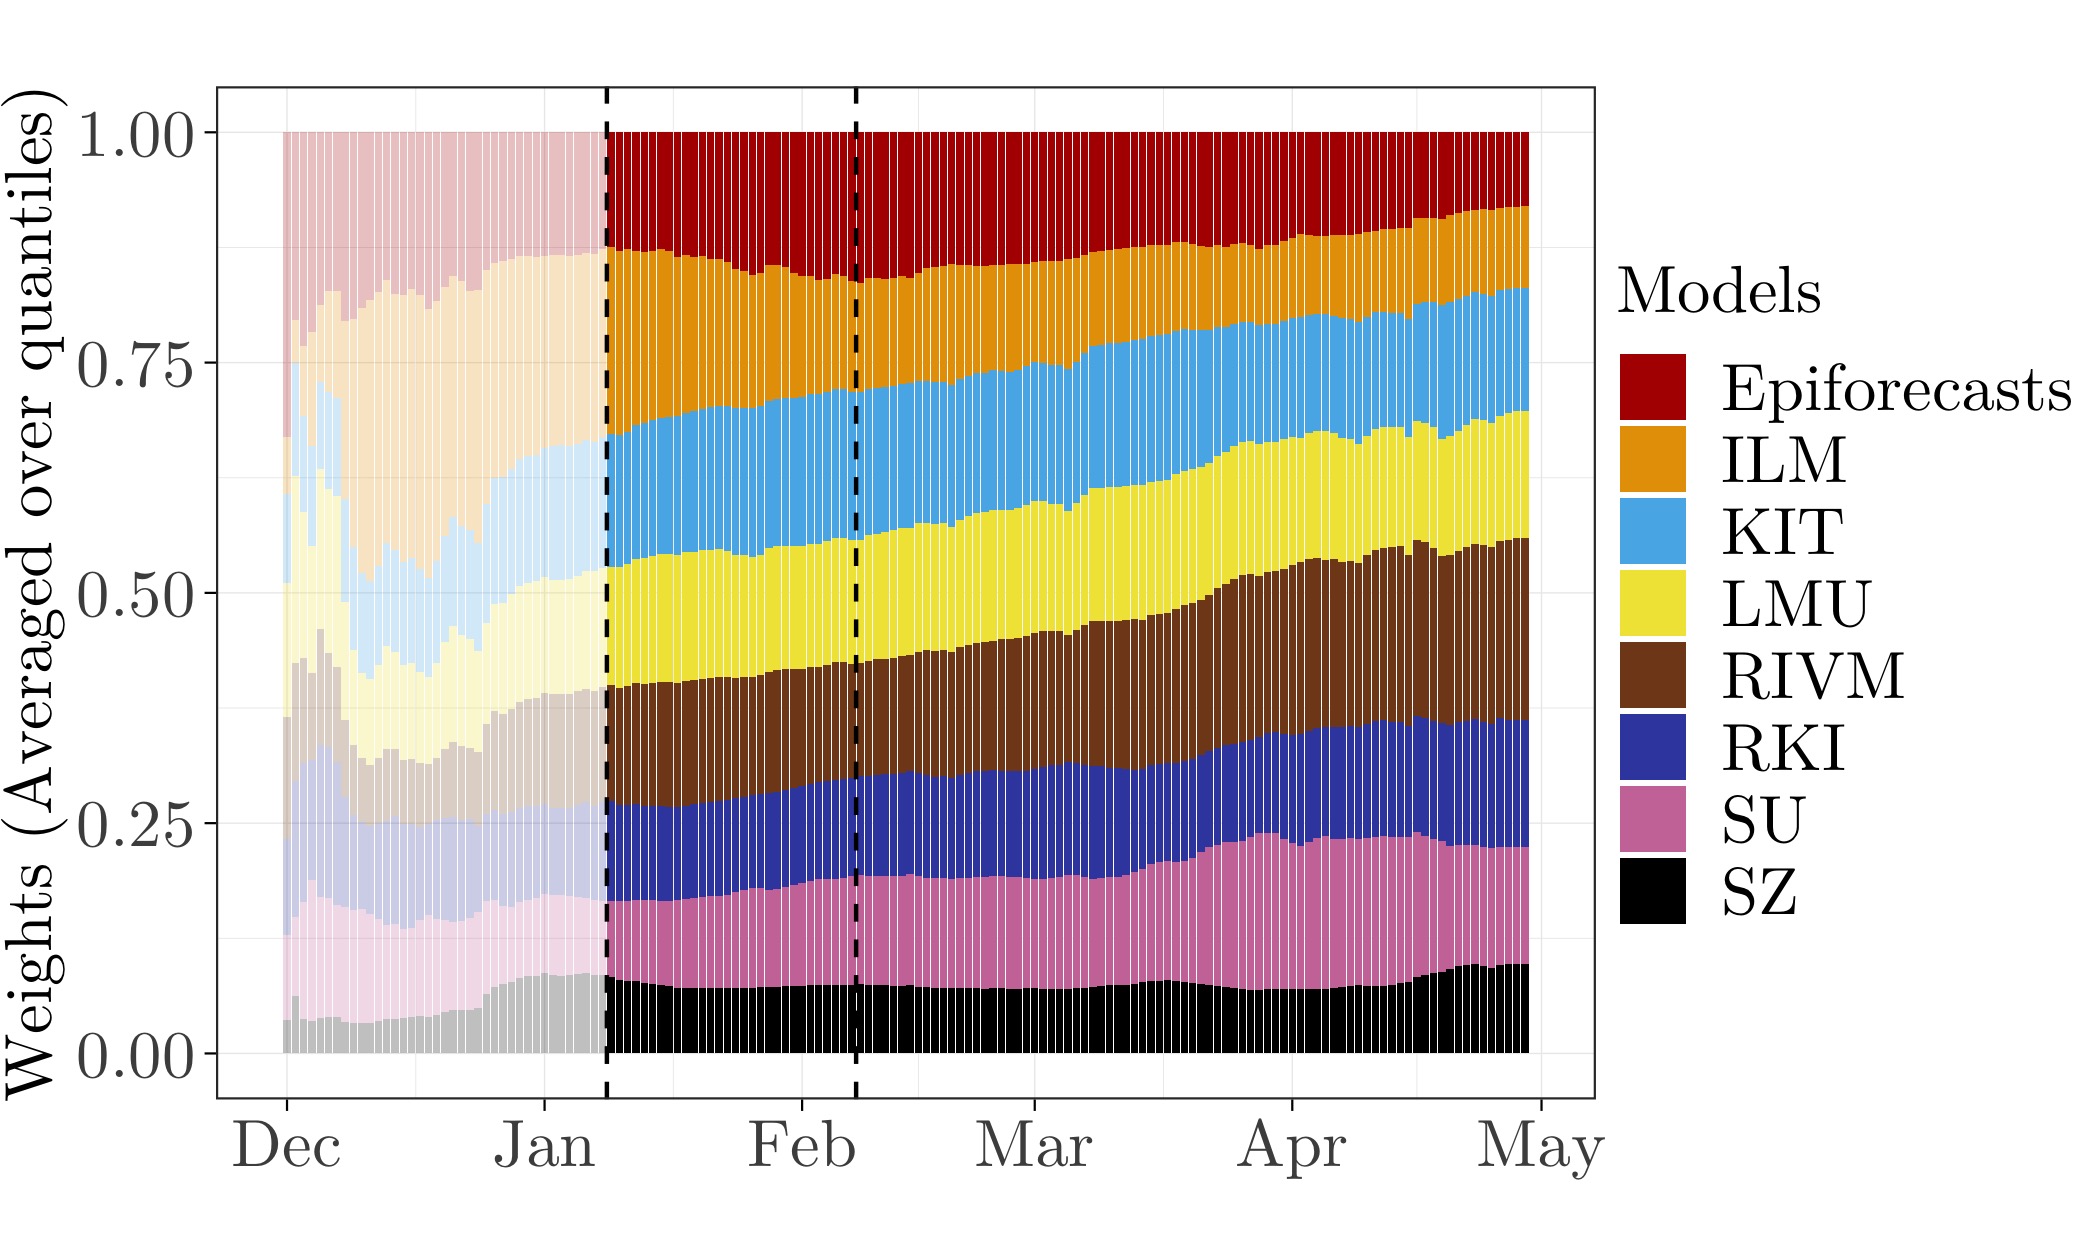 Weights (Averaged over quantiles)
1.00
0.75
0.50
0.25
0.00
Dec Jan Feb Mar Apr May
Models
Epiforecasts
ILM
KIT
LMU
RIVM
RKI
SU
SZ